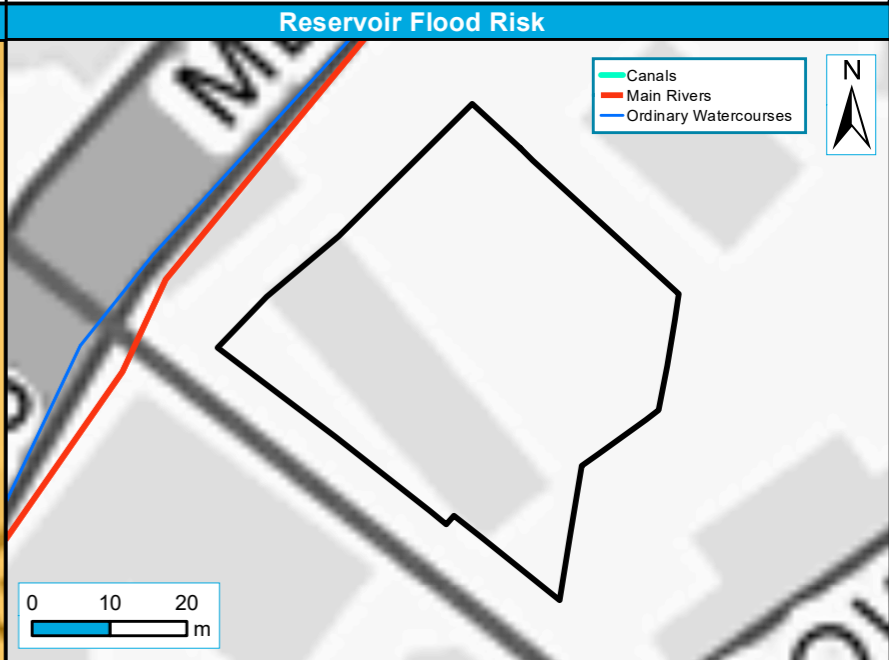 Reservoir Flood Risk
Canals
Main Rivers
Ordinary Watercourses
N
0 10 20
m